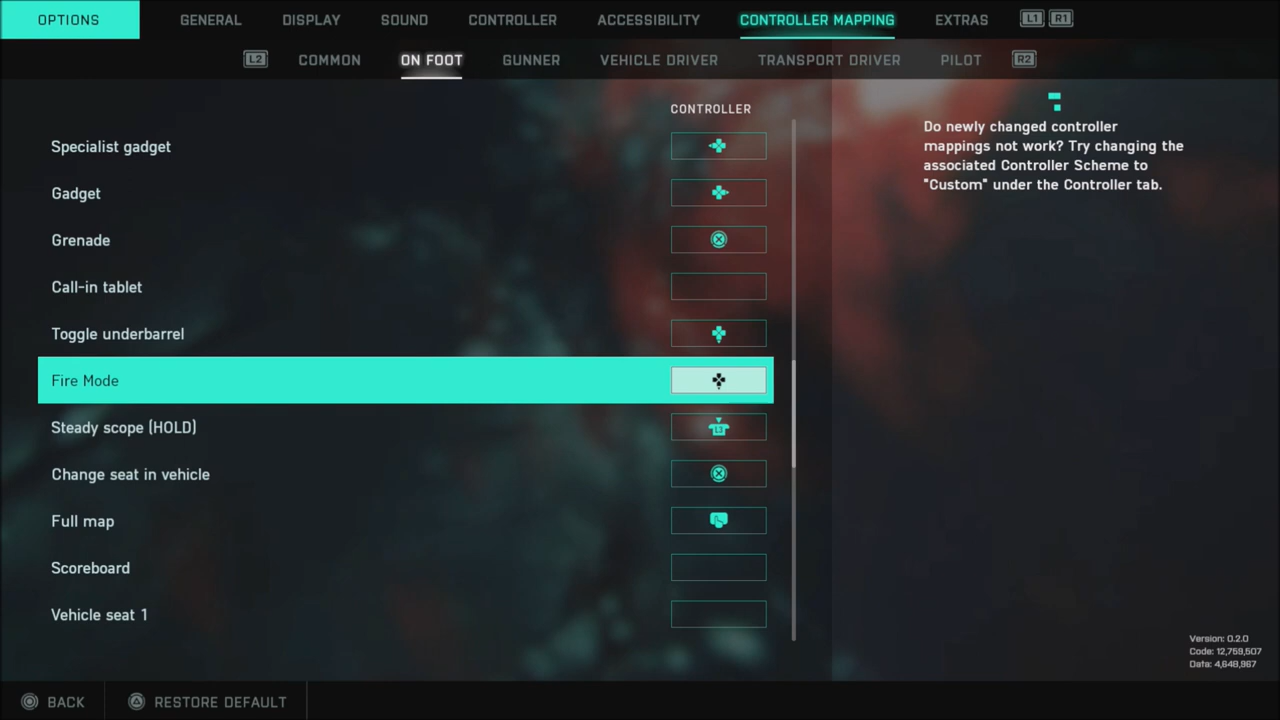 OPTIONS GENERAL DISPLAY SOUND CONTROLLER ACCESSIBILITY CONTROLLER MAPPING EXTRAS L1 R1
L2 COMMON ON FOOT GUNNER VEHICLE DRIVER TRANSPORT DRIVER PILOT R2
CONTROLLER
Specialist gadget
Gadget
Grenade
Call-in tablet
Toggle underbarrel
Fire Mode
Steady scope (HOLD) L3
Change seat in vehicle
Full map
Scoreboard
Vehicle seat 1
Do newly changed controller
mappings not work? Try changing the
associated Controller Scheme to
"Custom" under the Controller tab.
Version: 0.2.0
Code: 12,759,507
Data: 4,648,967
BACK RESTORE DEFAULT